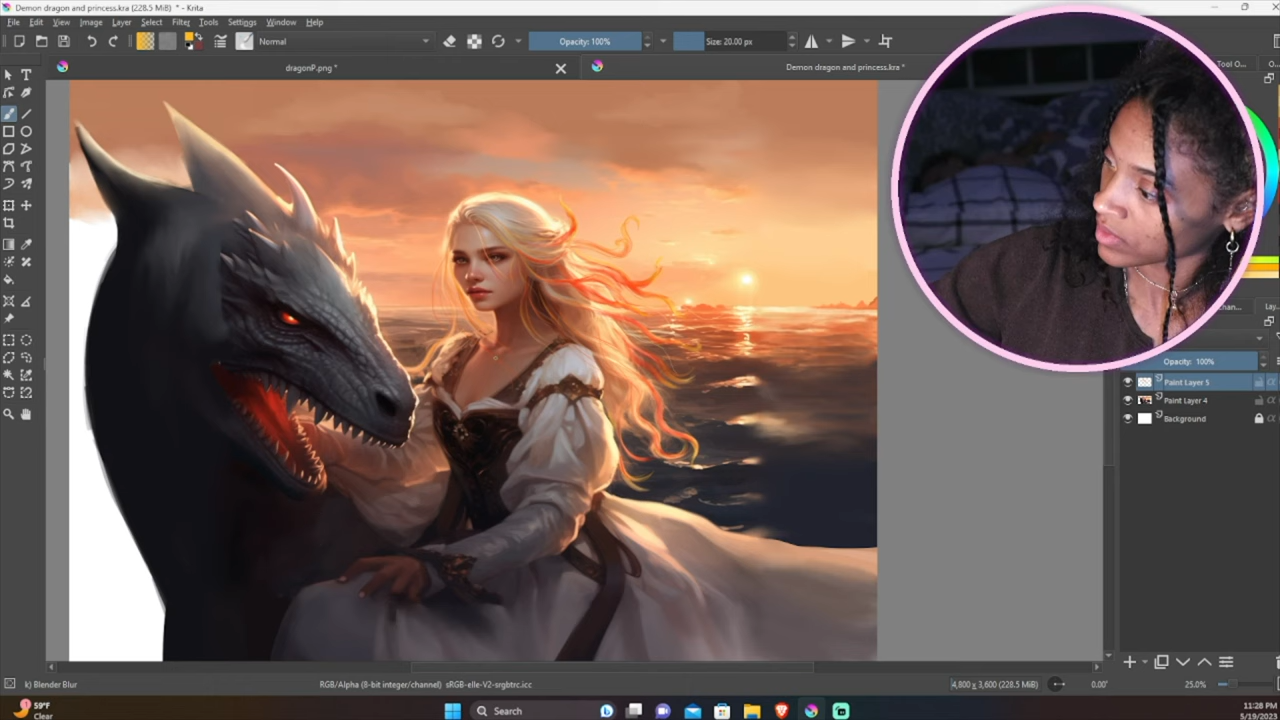 Demon dragon and princess.kra (228.5 MiB) * - Krita
File Edit View Image Layer Select Filter Tools Settings Window Help
Normal Opacity: 100% Size: 20.00 px
dragonP.png * Demon dragon and princess.kra *
Tool O...
Opacity: 100%
Paint Layer 5
Paint Layer 4
Background
k) Blender Blur RGB/Alpha (8-bit integer/channel) sRGB-elle-V2-srgbtrc.icc 4,800 x 3,600 (228.5 MiB) 0.00° 25.0%
59°F
Clear
Search
11:28 PM
5/19/2023